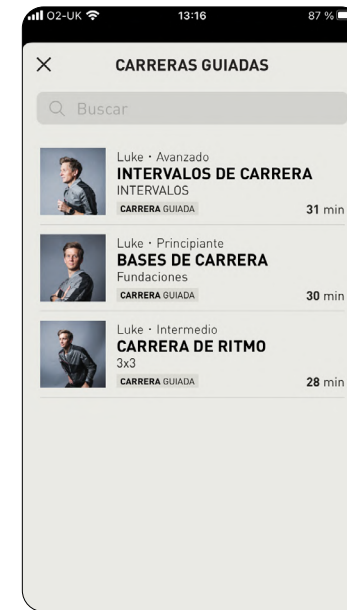 O2-UK 13:16 87 %
CARRERAS GUIADAS
Buscar
Luke · Avanzado
INTERVALOS DE CARRERA
INTERVALOS
CARRERA GUIADA 31 min
Luke · Principiante
BASES DE CARRERA
Fundaciones
CARRERA GUIADA 30 min
Luke · Intermedio
CARRERA DE RITMO
3x3
CARRERA GUIADA 28 min